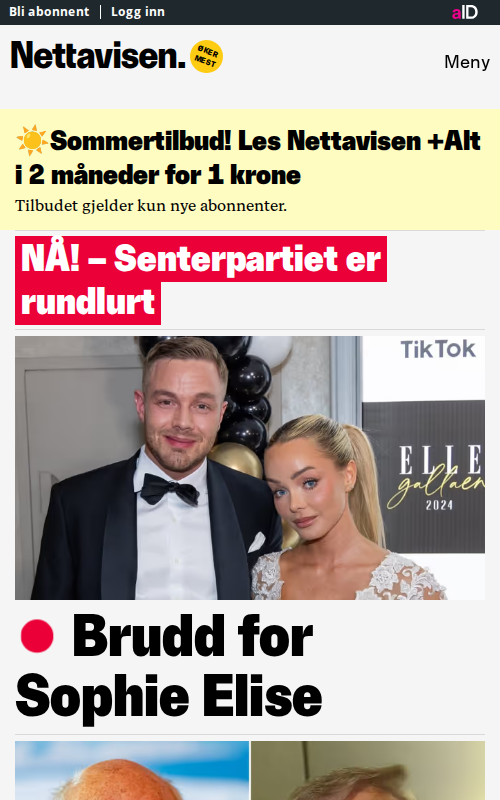 Bli abonnent | Logg inn
aID
Nettavisen.
ØKER
MEST
Meny
☀️Sommertilbud! Les Nettavisen +Alt
i 2 måneder for 1 krone
Tilbudet gjelder kun nye abonnenter.
NÅ! – Senterpartiet er
rundlurt
TikTok
ELLE
gallaen
2024
Brudd for
Sophie Elise